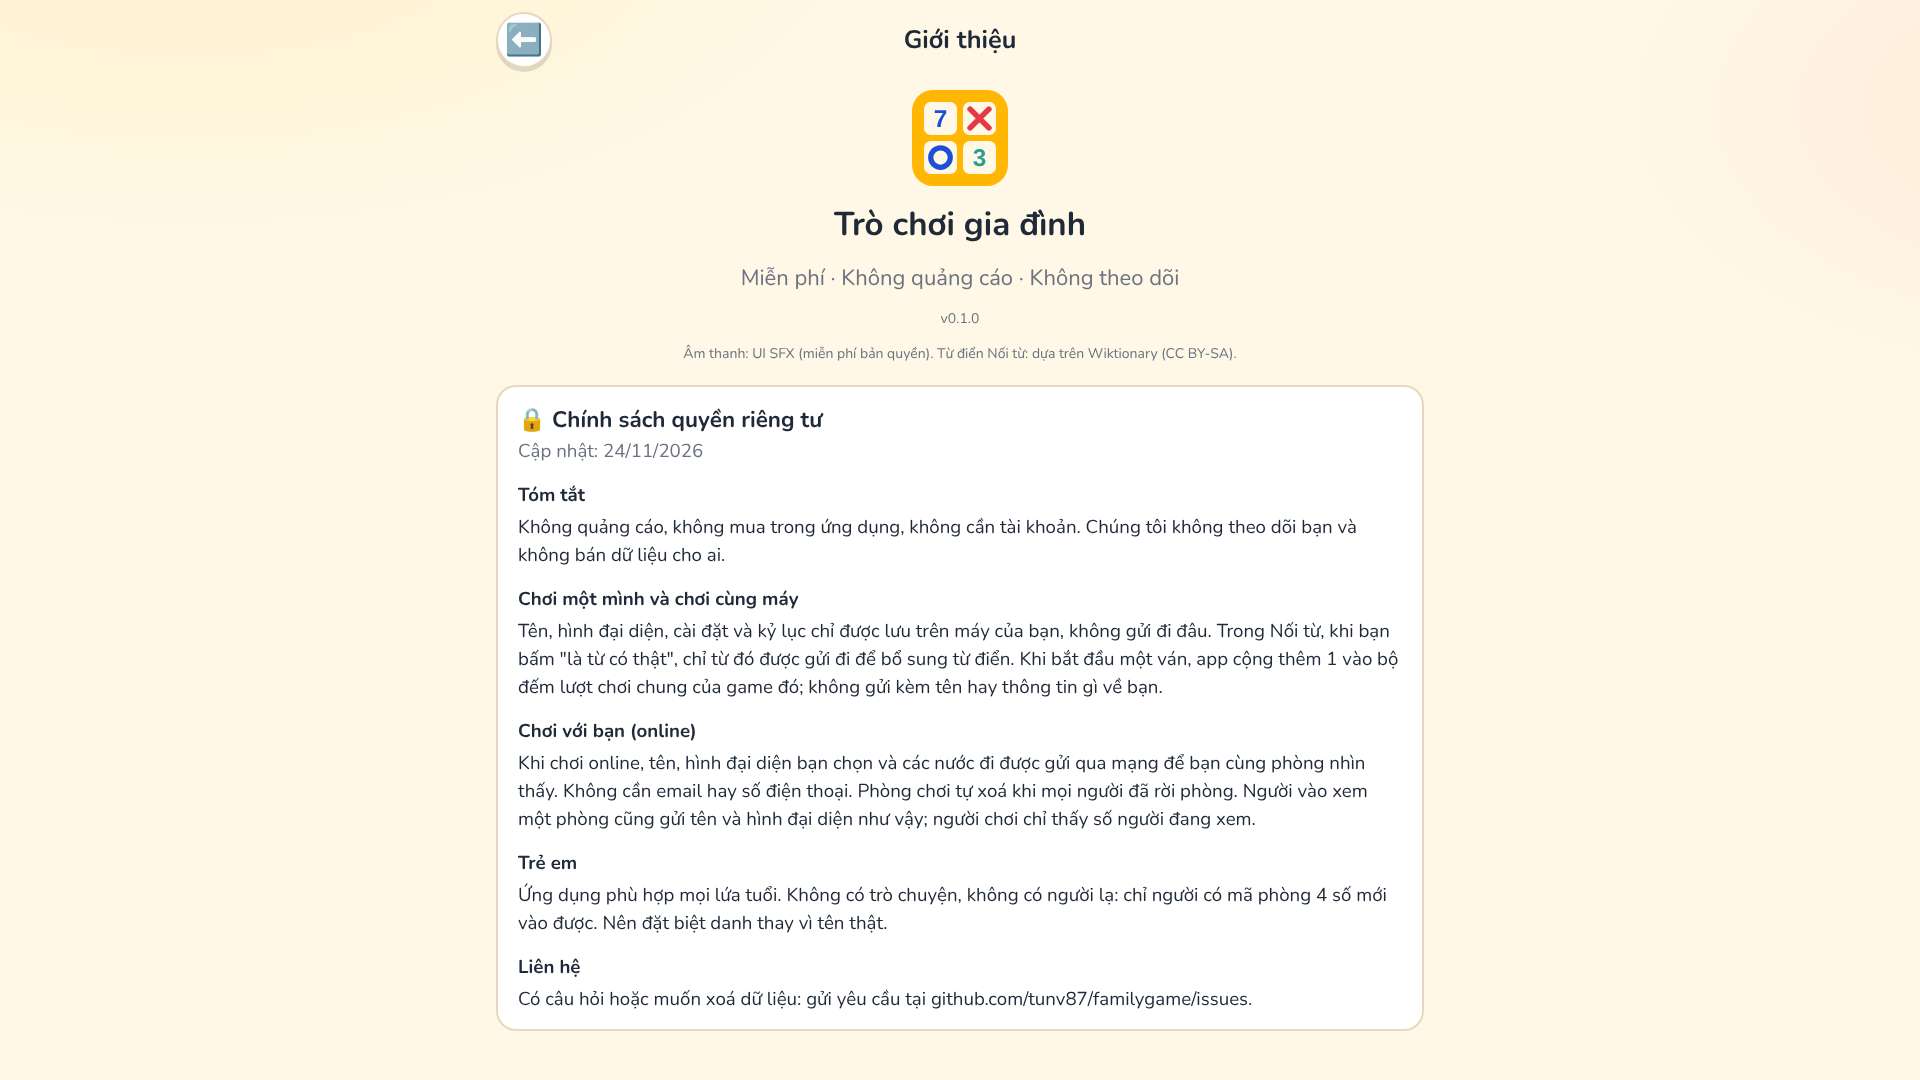 Giới thiệu
7
3
Trò chơi gia đình
Miễn phí · Không quảng cáo · Không theo dõi
v0.1.0
Âm thanh: UI SFX (miễn phí bản quyền). Từ điển Nối từ: dựa trên Wiktionary (CC BY-SA).
🔒 Chính sách quyền riêng tư
Cập nhật: 24/11/2026
Tóm tắt
Không quảng cáo, không mua trong ứng dụng, không cần tài khoản. Chúng tôi không theo dõi bạn và
không bán dữ liệu cho ai.
Chơi một mình và chơi cùng máy
Tên, hình đại diện, cài đặt và kỷ lục chỉ được lưu trên máy của bạn, không gửi đi đâu. Trong Nối từ, khi bạn
bấm "là từ có thật", chỉ từ đó được gửi đi để bổ sung từ điển. Khi bắt đầu một ván, app cộng thêm 1 vào bộ
đếm lượt chơi chung của game đó; không gửi kèm tên hay thông tin gì về bạn.
Chơi với bạn (online)
Khi chơi online, tên, hình đại diện bạn chọn và các nước đi được gửi qua mạng để bạn cùng phòng nhìn
thấy. Không cần email hay số điện thoại. Phòng chơi tự xoá khi mọi người đã rời phòng. Người vào xem
một phòng cũng gửi tên và hình đại diện như vậy; người chơi chỉ thấy số người đang xem.
Trẻ em
Ứng dụng phù hợp mọi lứa tuổi. Không có trò chuyện, không có người lạ: chỉ người có mã phòng 4 số mới
vào được. Nên đặt biệt danh thay vì tên thật.
Liên hệ
Có câu hỏi hoặc muốn xoá dữ liệu: gửi yêu cầu tại github.com/tunv87/familygame/issues.